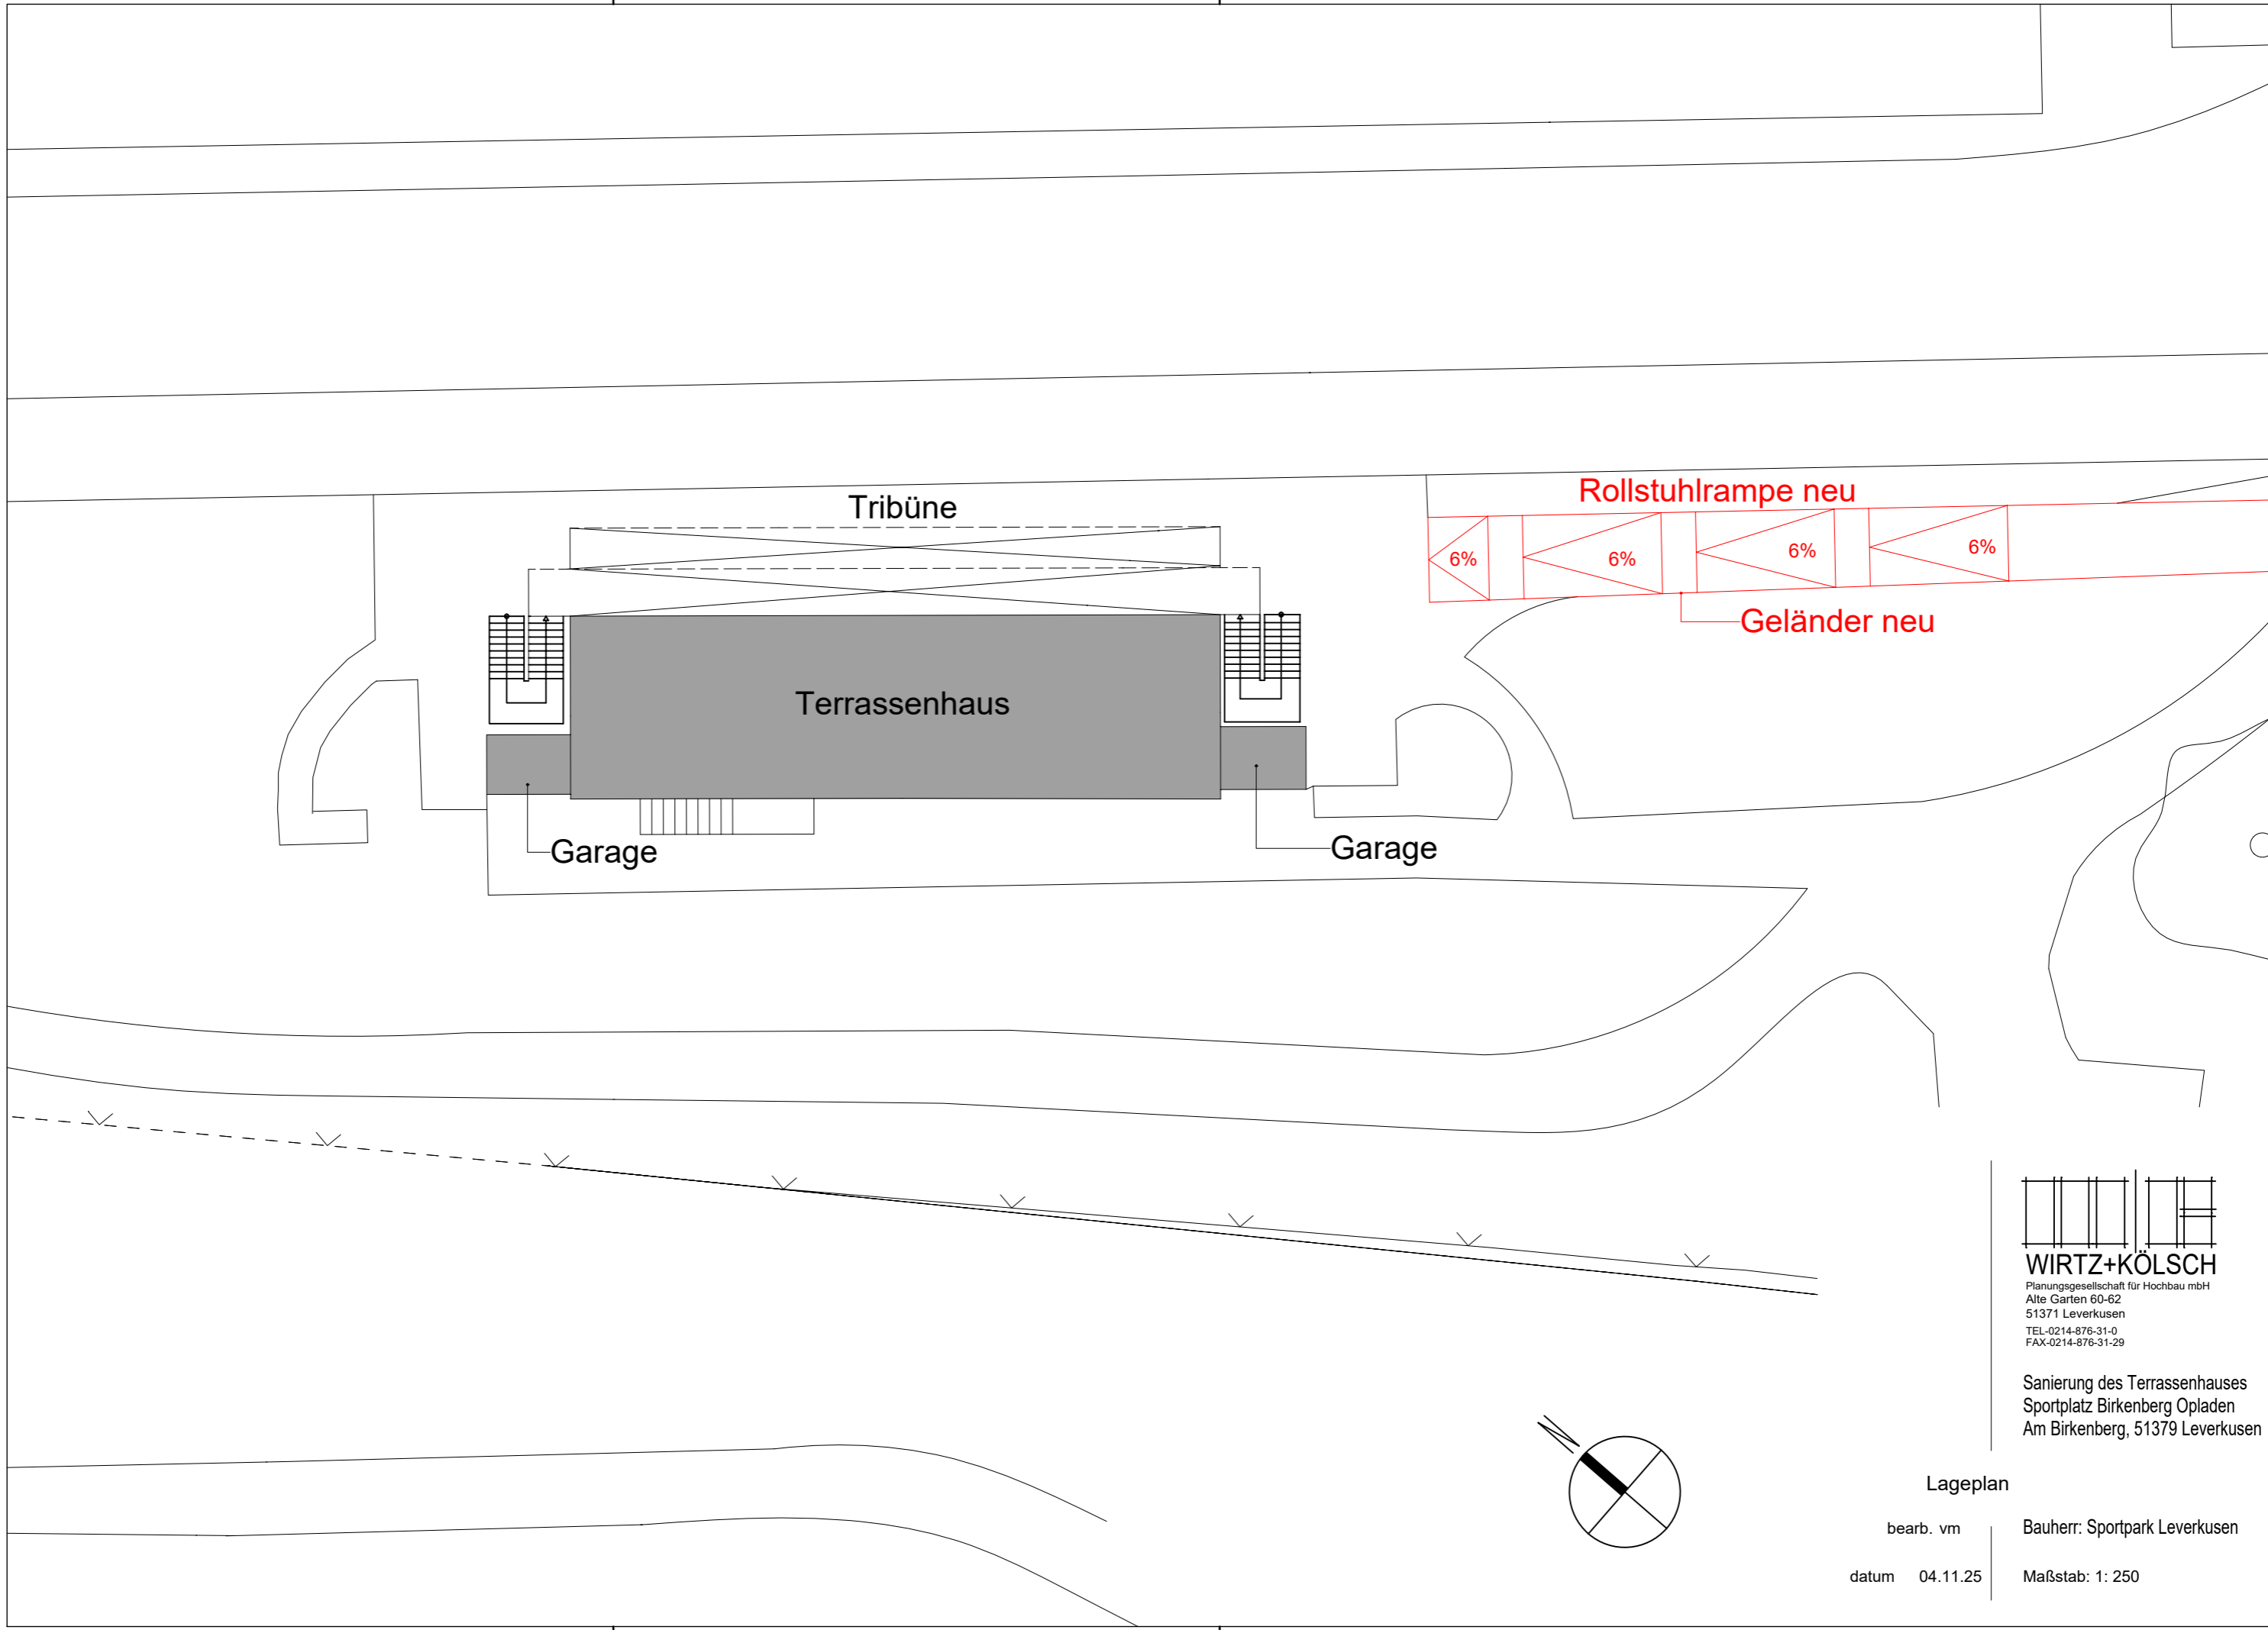 Rollstuhlrampe neu
Tribüne
6%
6%
6%
6%
Geländer neu
Terrassenhaus
Garage
Garage
WIRTZ+KÖLSCH
Planungsgesellschaft für Hochbau mbH
Alte Garten 60-62
51371 Leverkusen
TEL-0214-876-31-0
FAX-0214-876-31-29
Sanierung des Terrassenhauses
Sportplatz Birkenberg Opladen
Am Birkenberg, 51379 Leverkusen
Lageplan
bearb. vm
Bauherr: Sportpark Leverkusen
datum 04.11.25
Maßstab: 1: 250